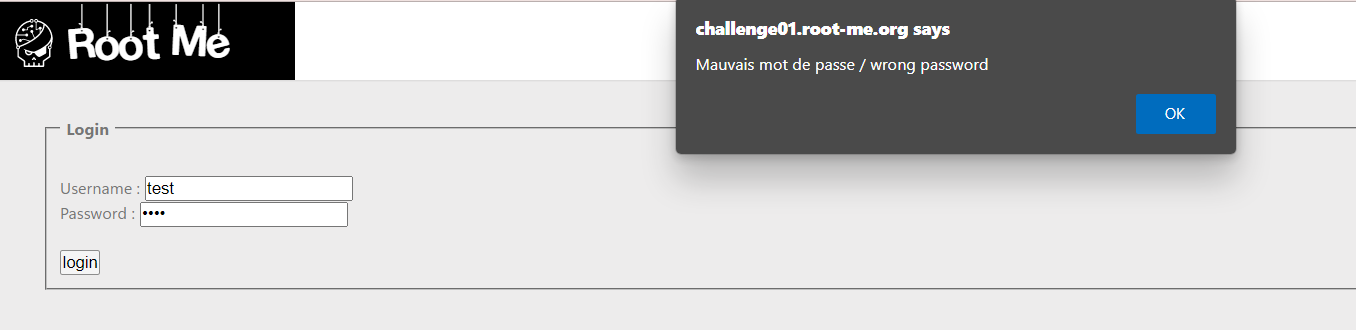 Root Me
challenge01.root-me.org says
Mauvais mot de passe / wrong password
OK
Login
Username : test
Password : ••••
login